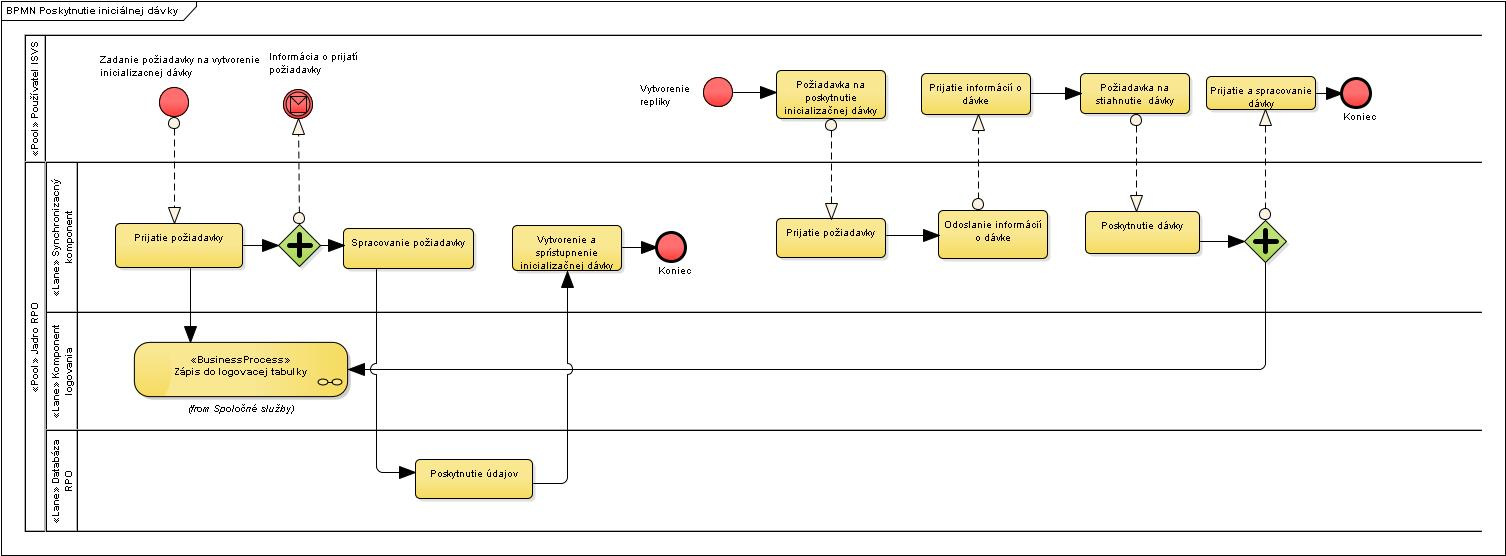 BPMN Poskytnutie iniciálnej dávky
«Pool» Používateľ ISVS
Zadanie požiadavky na vytvorenie
inicializacnej dávky
Informácia o prijatí
požiadavky
Vytvorenie
repliky
Požiadavka na
poskytnutie
inicializačnej dávky
Prijatie informácií o
dávke
Požiadavka na
stiahnutie dávky
Prijatie a spracovanie
dávky
Koniec
«Pool» Jadro RPO
«Lane» Synchronizacný
komponent
Prijatie požiadavky
Spracovanie požiadavky
Vytvorenie a
sprístupnenie
inicializačnej dávky
Koniec
Prijatie požiadavky
Odoslanie informácií
o dávke
Poskytnutie dávky
«Lane» Komponent
logovania
«BusinessProcess»
Zápis do logovacej tabulky
(from Spoločné služby)
«Lane» Databáza
RPO
Poskytnutie údajov